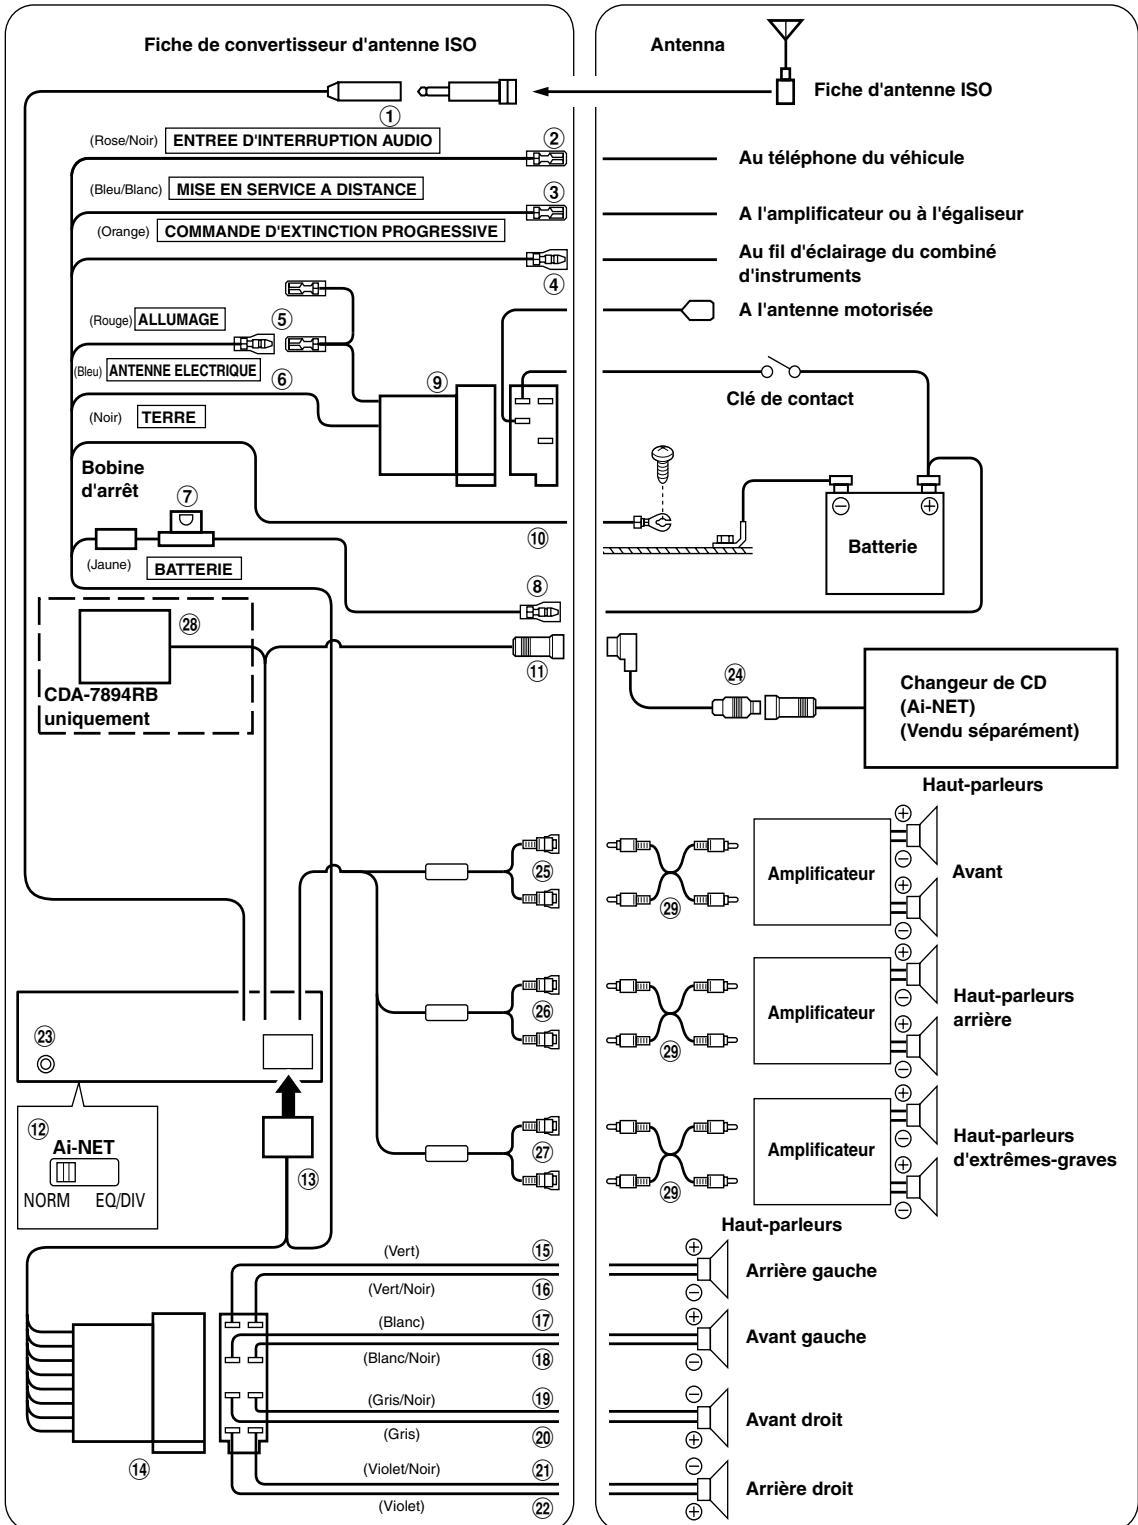 Fiche de convertisseur d'antenne ISO
Antenna
Fiche d'antenne ISO
1
(Rose/Noir) ENTREE D'INTERRUPTION AUDIO
2
Au téléphone du véhicule
(Bleu/Blanc) MISE EN SERVICE A DISTANCE
3
A l'amplificateur ou à l'égaliseur
(Orange) COMMANDE D'EXTINCTION PROGRESSIVE
4
Au fil d'éclairage du combiné
d'instruments
(Rouge) ALLUMAGE
5
A l'antenne motorisée
(Bleu) ANTENNE ELECTRIQUE
6
9
Clé de contact
(Noir) TERRE
Bobine
d'arrêt
7
10
Batterie
(Jaune) BATTERIE
8
28
CDA-7894RB
uniquement
11
24
Changeur de CD
(Ai-NET)
(Vendu séparément)
Haut-parleurs
25
29
Amplificateur
Avant
26
29
Amplificateur
Haut-parleurs
arrière
23
12
Ai-NET
NORM EQ/DIV
13
27
29
Amplificateur
Haut-parleurs
d'extrêmes-graves
Haut-parleurs
(Vert)
15
Arrière gauche
(Vert/Noir)
16
(Blanc)
17
Avant gauche
(Blanc/Noir)
18
(Gris/Noir)
19
Avant droit
(Gris)
20
14
(Violet/Noir)
21
Arrière droit
(Violet)
22